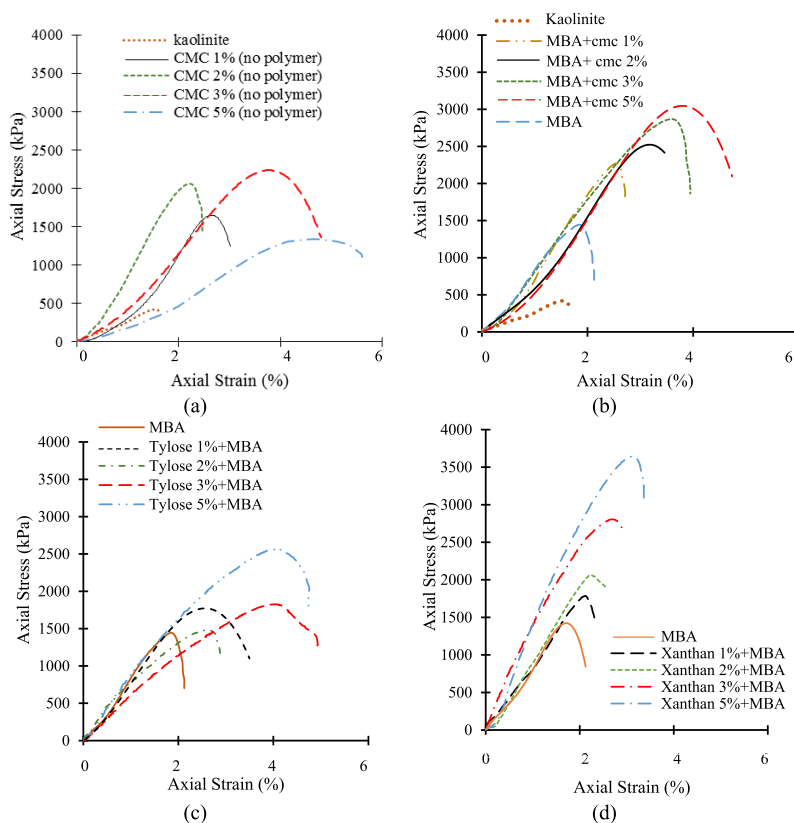 (a)
4000
3500
3000
2500
2000
1500
1000
500
0
Axial Stress (kPa)
kaolinite
CMC 1% (no polymer)
CMC 2% (no polymer)
CMC 3% (no polymer)
CMC 5% (no polymer)
0 2 4 6
Axial Strain (%)
(a)
Kaolinite
MBA+cmc 1%
MBA+ cmc 2%
MBA+cmc 3%
MBA+cmc 5%
MBA
4000
3500
3000
2500
2000
1500
1000
500
0
Axial Stress (kPa)
0 2 4 6
Axial Strain (%)
(b)
MBA
Tylose 1%+MBA
Tylose 2%+MBA
Tylose 3%+MBA
Tylose 5%+MBA
4000
3500
3000
2500
2000
1500
1000
500
0
Axial Stress (kPa)
0 2 4 6
Axial Strain (%)
(c)
4000
3500
3000
2500
2000
1500
1000
500
0
Axial Stress (kPa)
MBA
Xanthan 1%+MBA
Xanthan 2%+MBA
Xanthan 3%+MBA
Xanthan 5%+MBA
0 2 4 6
Axial Strain (%)
(d)